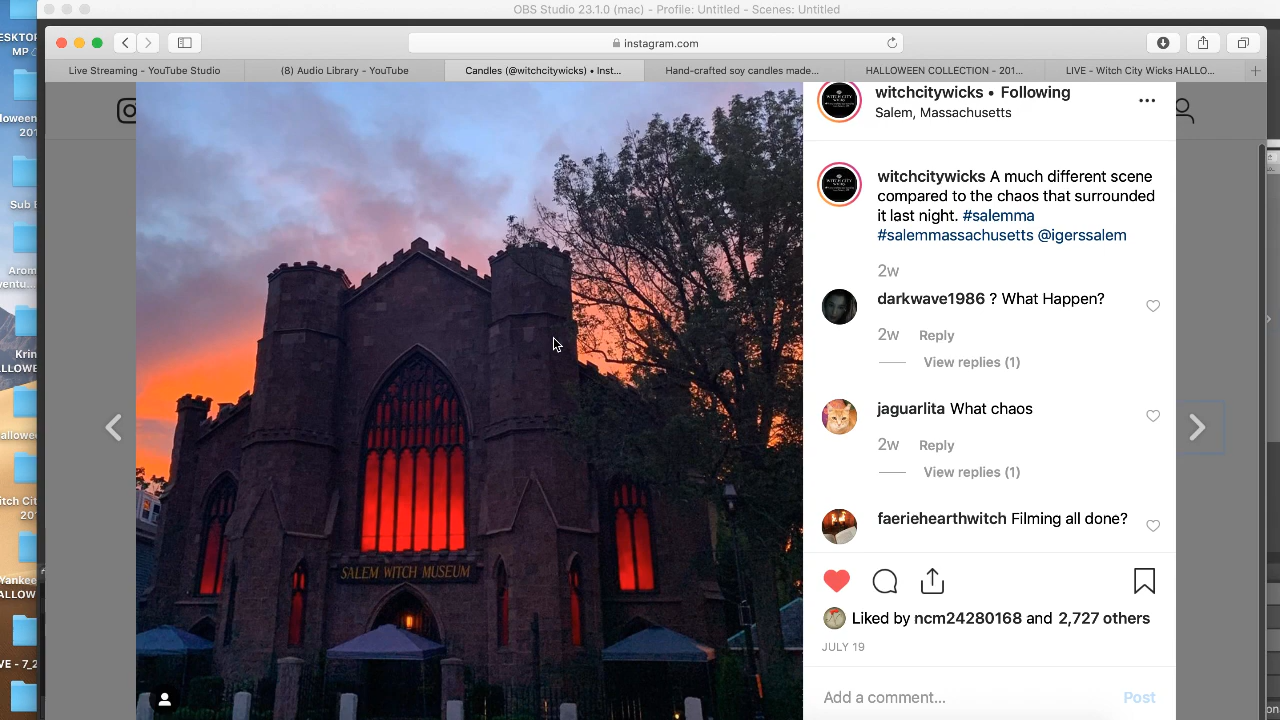 OBS Studio 23.1.0 (mac) - Profile: Untitled - Scenes: Untitled
instagram.com
Live Streaming - YouTube Studio
(8) Audio Library - YouTube
Candles (@witchcitywicks) • Inst...
Hand-crafted soy candles made...
HALLOWEEN COLLECTION - 201...
LIVE - Witch City Wicks HALLO...
witchcitywicks • Following
Salem, Massachusetts
witchcitywicks A much different scene
compared to the chaos that surrounded
it last night. #salemma
#salemmassachusetts @igerssalem
2w
darkwave1986 ? What Happen?
2w Reply
View replies (1)
jaguarlita What chaos
2w Reply
View replies (1)
faeriehearthwitch Filming all done?
Liked by ncm24280168 and 2,727 others
JULY 19
Add a comment... Post
SALEM WITCH MUSEUM